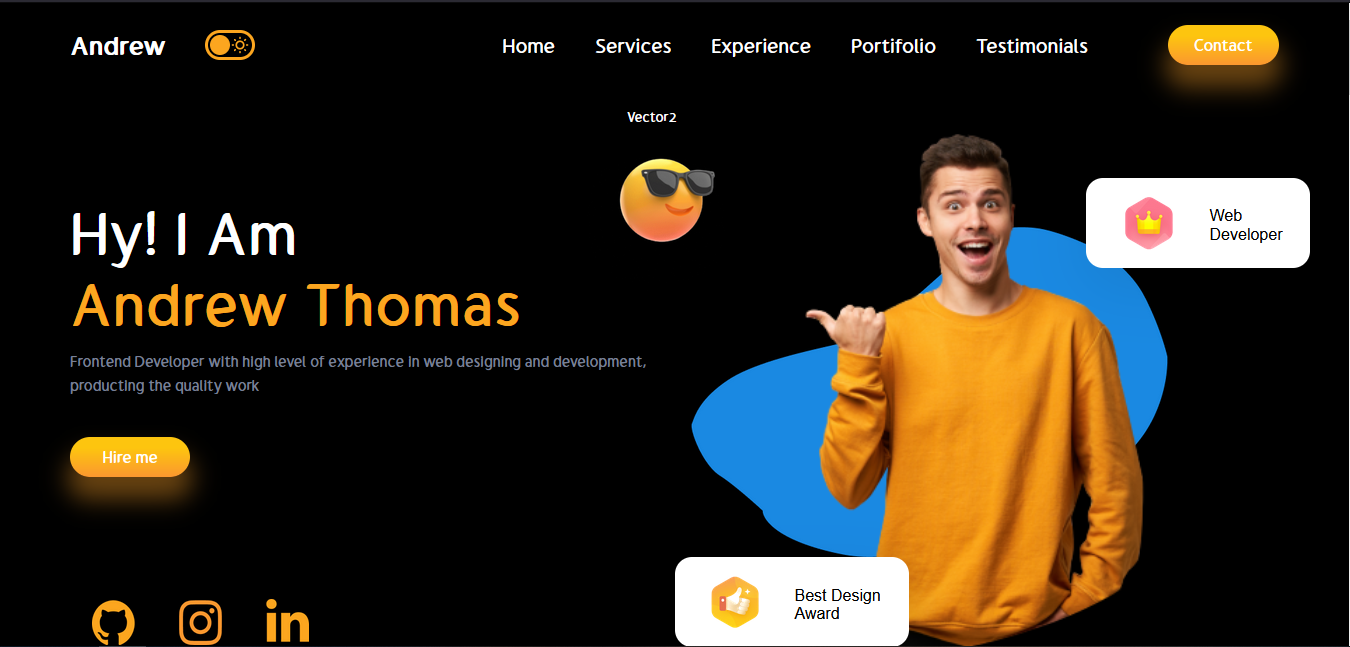 Andrew
Home
Services
Experience
Portifolio
Testimonials
Contact
Vector2
Hy! I Am
Andrew Thomas
Frontend Developer with high level of experience in web designing and development,
producting the quality work
Hire me
Web
Developer
Best Design
Award
in